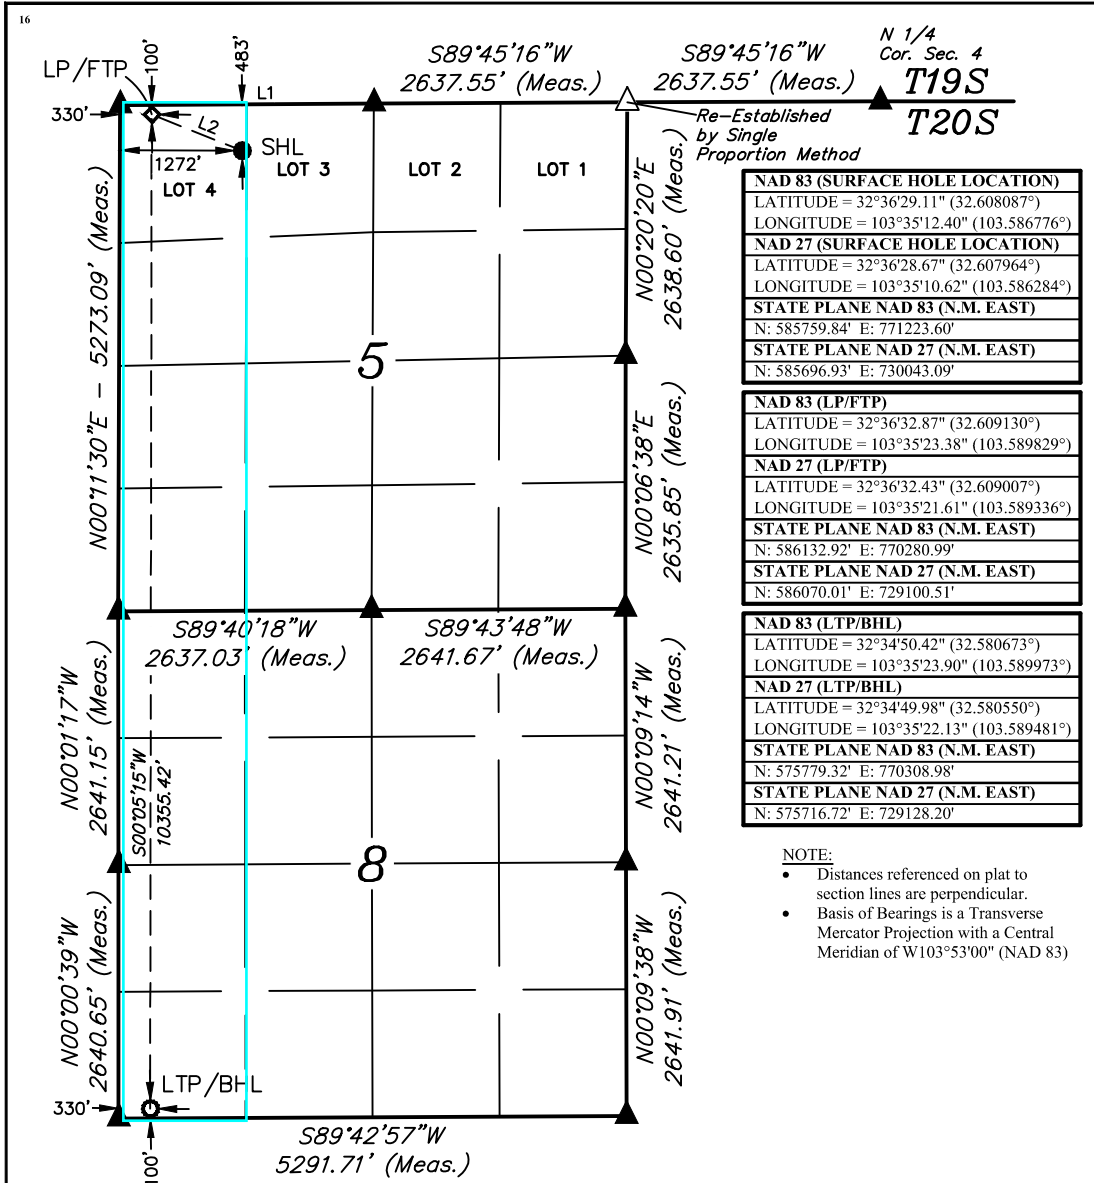 16
LP/FTP
100'
483'
L1
S89°45'16"W
2637.55' (Meas.)
S89°45'16"W
2637.55' (Meas.)
N 1/4
Cor. Sec. 4
T19S
T20S
330'
L2
SHL
1272'
LOT 4
LOT 3
LOT 2
LOT 1
Re-Established
by Single
Proportion Method
N00°11'30"E - 5273.09' (Meas.)
N00°20'20"E
2638.60' (Meas.)
5
N00°06'38"E
2635.85' (Meas.)
S89°40'18"W
2637.03' (Meas.)
S89°43'48"W
2641.67' (Meas.)
N00°01'17"W
2641.15' (Meas.)
S00°05'15"W
10355.42'
N00°09'14"W
2641.21' (Meas.)
8
N00°00'39"W
2640.65' (Meas.)
N00°09'38"W
2641.91' (Meas.)
LTP/BHL
330'
100'
S89°42'57"W
5291.71' (Meas.)
NAD 83 (SURFACE HOLE LOCATION)
LATITUDE = 32°36'29.11" (32.608087°)
LONGITUDE = 103°35'12.40" (103.586776°)
NAD 27 (SURFACE HOLE LOCATION)
LATITUDE = 32°36'28.67" (32.607964°)
LONGITUDE = 103°35'10.62" (103.586284°)
STATE PLANE NAD 83 (N.M. EAST)
N: 585759.84' E: 771223.60'
STATE PLANE NAD 27 (N.M. EAST)
N: 585696.93' E: 730043.09'
NAD 83 (LP/FTP)
LATITUDE = 32°36'32.87" (32.609130°)
LONGITUDE = 103°35'23.38" (103.589829°)
NAD 27 (LP/FTP)
LATITUDE = 32°36'32.43" (32.609007°)
LONGITUDE = 103°35'21.61" (103.589336°)
STATE PLANE NAD 83 (N.M. EAST)
N: 586132.92' E: 770280.99'
STATE PLANE NAD 27 (N.M. EAST)
N: 586070.01' E: 729100.51'
NAD 83 (LTP/BHL)
LATITUDE = 32°34'50.42" (32.580673°)
LONGITUDE = 103°35'23.90" (103.589973°)
NAD 27 (LTP/BHL)
LATITUDE = 32°34'49.98" (32.580550°)
LONGITUDE = 103°35'22.13" (103.589481°)
STATE PLANE NAD 83 (N.M. EAST)
N: 575779.32' E: 770308.98'
STATE PLANE NAD 27 (N.M. EAST)
N: 575716.72' E: 729128.20'
NOTE:
• Distances referenced on plat to
section lines are perpendicular.
• Basis of Bearings is a Transverse
Mercator Projection with a Central
Meridian of W103°53'00" (NAD 83)